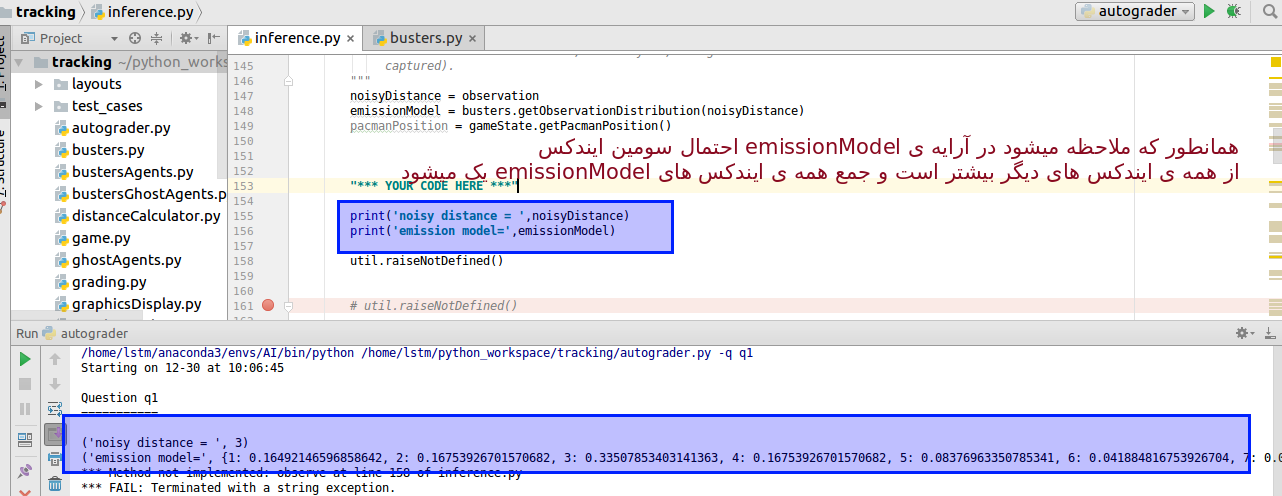 tracking inference.py autograder
Project inference.py × busters.py ×
tracking ~/python_works
layouts
test_cases
autograder.py
busters.py
bustersAgents.py
bustersGhostAgents.p
distanceCalculator.py
game.py
ghostAgents.py
grading.py
graphicsDisplay.py
1: Project
7: Structure
145 captured).
146 """
147 noisyDistance = observation
148 emissionModel = busters.getObservationDistribution(noisyDistance)
149 pacmanPosition = gameState.getPacmanPosition()
150
همانطور که ملاحظه میشود در آرایه ی emissionModel احتمال سومین ایندکس
151
152
از همه ی ایندکس های دیگر بیشتر است و جمع همه ی ایندکس های emissionModel یک میشود
153 "*** YOUR CODE HERE ***"
154
155 print('noisy distance = ',noisyDistance)
156 print('emission model=',emissionModel)
157
158 util.raiseNotDefined()
159
160
161 # util.raiseNotDefined()
Run autograder
/home/lstm/anaconda3/envs/AI/bin/python /home/lstm/python_workspace/tracking/autograder.py -q q1
Starting on 12-30 at 10:06:45
Question q1
===========
('noisy distance = ', 3)
('emission model=', {1: 0.16492146596858642, 2: 0.16753926701570682, 3: 0.33507853403141363, 4: 0.16753926701570682, 5: 0.08376963350785341, 6: 0.041884816753926704, 7: 0.0
*** Method not implemented: observe at line 158 of inference.py
*** FAIL: Terminated with a string exception.